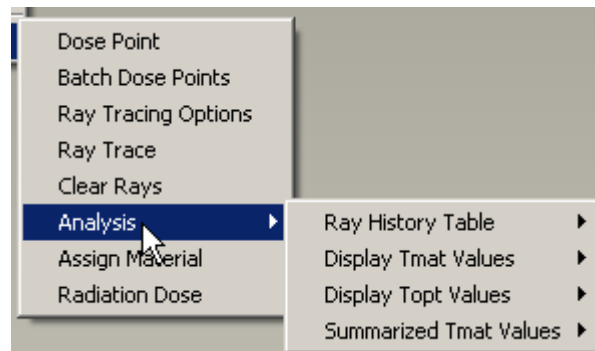 Dose Point
Batch Dose Points
Ray Tracing Options
Ray Trace
Clear Rays
Analysis
Assign Material
Radiation Dose
Ray History Table
Display Tmat Values
Display Topt Values
Summarized Tmat Values